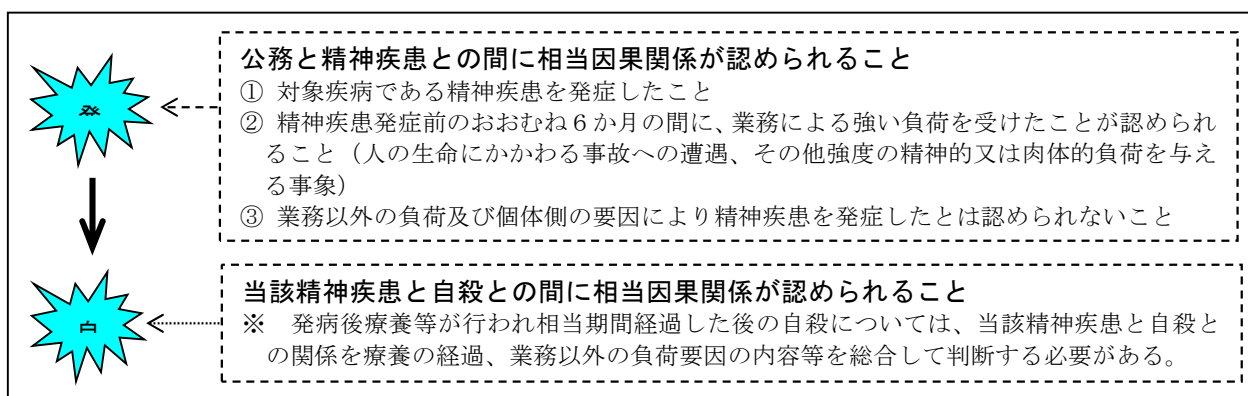 公務と精神疾患との間に相当因果関係が認められること
① 対象疾病である精神疾患を発症したこと
② 精神疾患発症前のおおむね６か月の間に、業務による強い負荷を受けたことが認められ
ること（人の生命にかかわる事故への遭遇、その他強度の精神的又は肉体的負荷を与え
る事象）
③ 業務以外の負荷及び個体側の要因により精神疾患を発症したとは認められないこと
当該精神疾患と自殺との間に相当因果関係が認められること
※　発病後療養等が行われ相当期間経過した後の自殺については、当該精神疾患と自殺と
の関係を療養の経過、業務以外の負荷要因の内容等を総合して判断する必要がある。